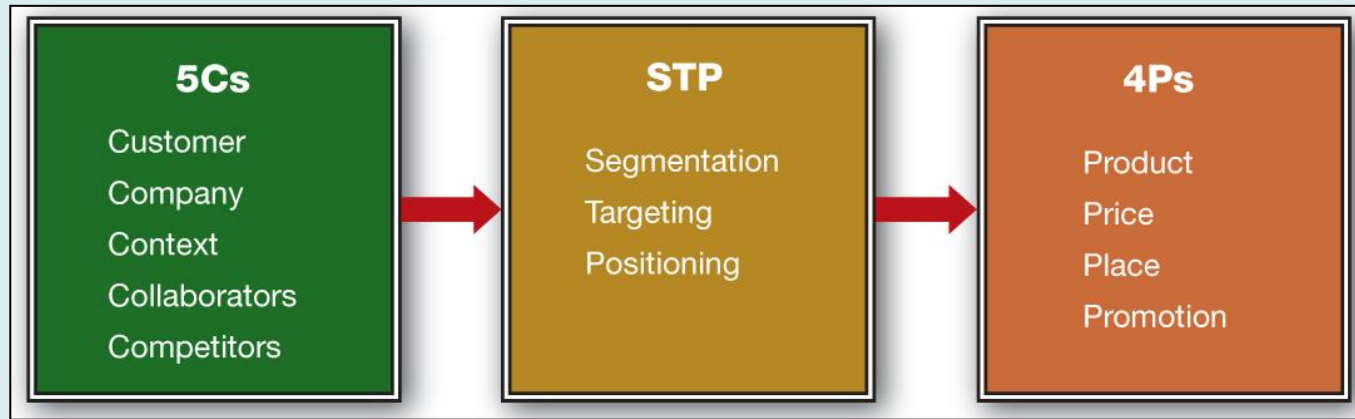 5Cs
Customer
Company
Context
Collaborators
Competitors
STP
Segmentation
Targeting
Positioning
4Ps
Product
Price
Place
Promotion